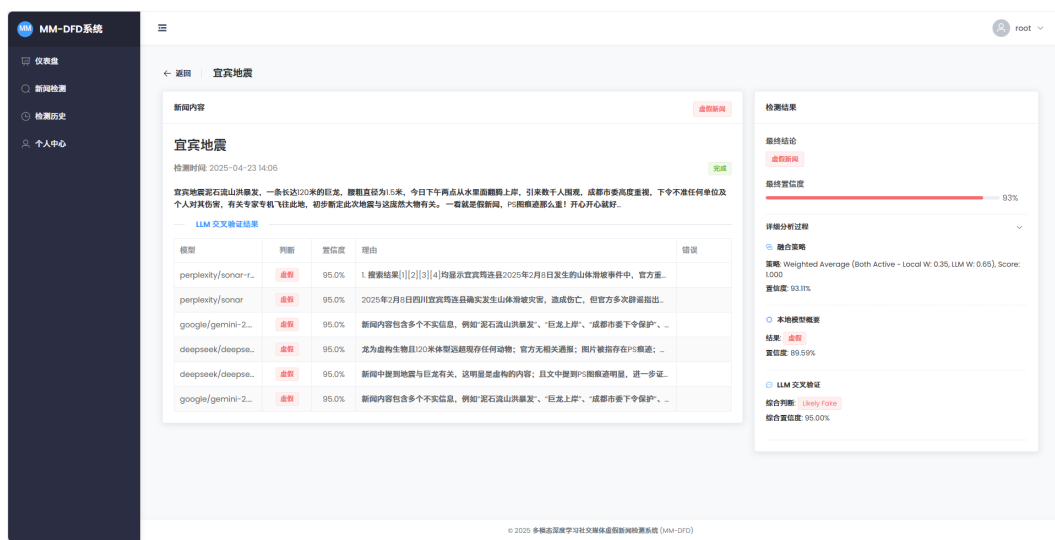 MM MM-DFD系统
root
仪表盘
新闻检测
检测历史
个人中心
← 返回 宜宾地震
新闻内容 虚假新闻
宜宾地震
检测时间: 2025-04-23 14:06 完成
宜宾地震泥石流山洪暴发，一条长达120米的巨龙，腰粗直径为1.5米，今日下午两点从水里面翻腾上岸，引来数千人围观，成都市委高度重视，下令不准任何单位及
个人对其伤害，有关专家专机飞往此地，初步断定此次地震与这庞然大物有关。 一看就是假新闻，PS痕迹那么重！开心开心就好..
LLM 交叉验证结果
模型 判断 置信度 理由 错误
perplexity/sonar-r... 虚假 95.0% 1. 搜索结果[1][2][3][4]均显示宜宾筠连县2025年2月8日发生的山体滑坡事件中，官方重...
perplexity/sonar 虚假 95.0% 2025年2月8日四川宜宾筠连县确实发生山体滑坡灾害，造成伤亡，但官方多次辟谣指出...
google/gemini-2.... 虚假 95.0% 新闻内容包含多个不实信息，例如“泥石流山洪暴发”、“巨龙上岸”、“成都市委下令保护”、...
deepseek/deepse... 虚假 95.0% 龙为虚构生物且120米体型远超现存任何动物；官方无相关通报；图片被指存在PS痕迹；...
deepseek/deepse... 虚假 95.0% 新闻中提到地震与巨龙有关，这明显是虚构的内容；且文中提到PS图痕迹明显，进一步证...
google/gemini-2.... 虚假 95.0% 新闻内容包含多个不实信息，例如“泥石流山洪暴发”、“巨龙上岸”、“成都市委下令保护”、...
检测结果
最终结论
虚假新闻
最终置信度
93%
详细分析过程
融合策略
策略: Weighted Average (Both Active - Local W: 0.35, LLM W: 0.65), Score:
1.000
置信度: 93.11%
本地模型概要
结果: 虚假
置信度: 89.59%
LLM 交叉验证
综合判断: Likely Fake
综合置信度: 95.00%
© 2025 多模态深度学习社交媒体虚假新闻检测系统 (MM-DFD)